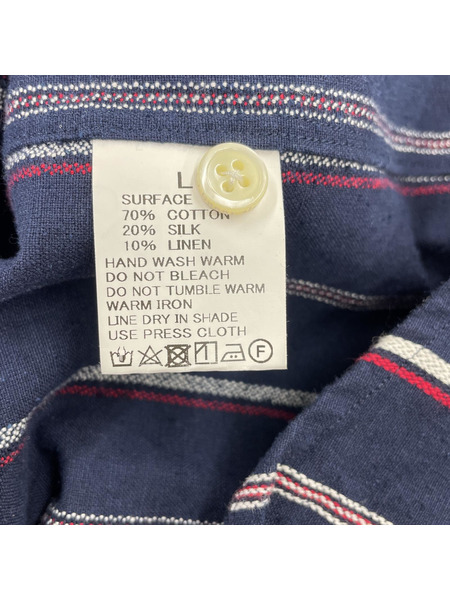 L
SURFACE
70% COTTON
20% SILK
10% LINEN
HAND WASH WARM
DO NOT BLEACH
DO NOT TUMBLE WARM
WARM IRON
LINE DRY IN SHADE
USE PRESS CLOTH
F